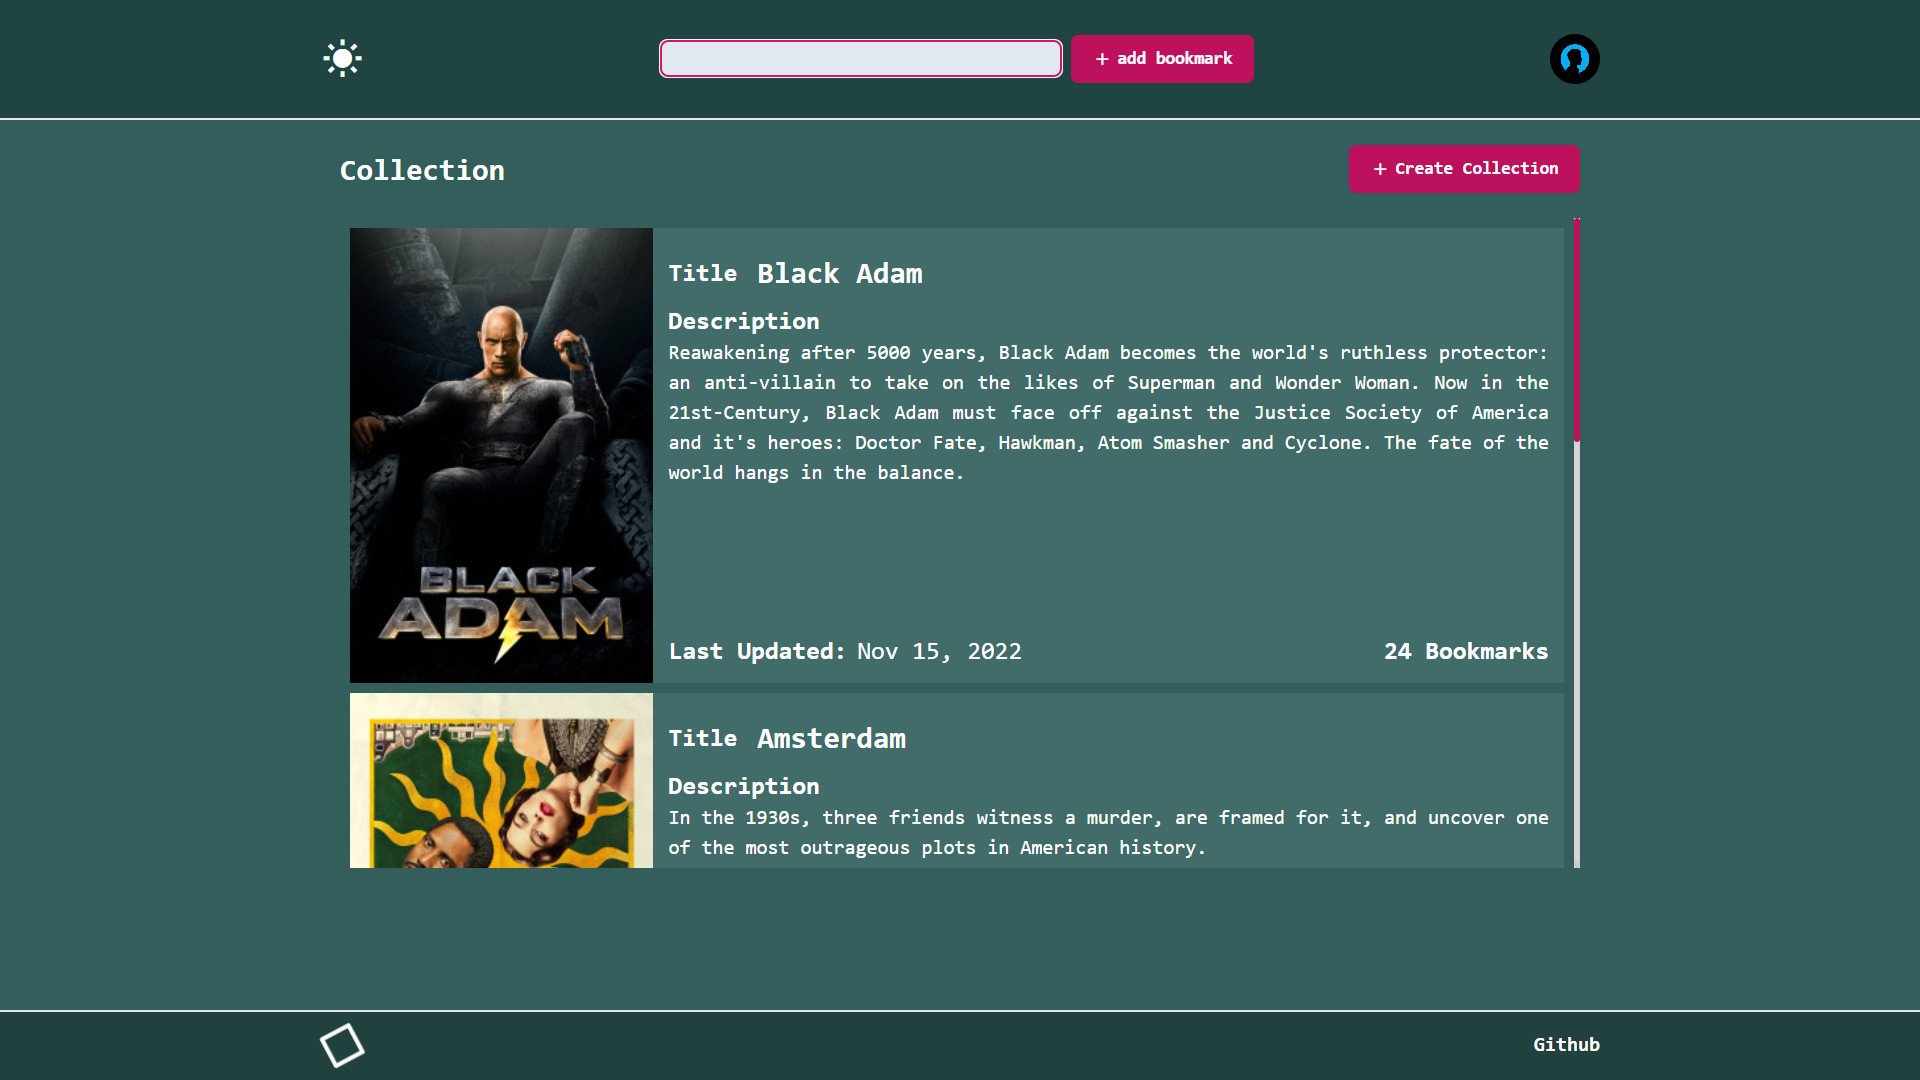 + add bookmark
Collection
+ Create Collection
BLACK
ADAM
Title Black Adam
Description
Reawakening after 5000 years, Black Adam becomes the world's ruthless protector:
an anti-villain to take on the likes of Superman and Wonder Woman. Now in the
21st-Century, Black Adam must face off against the Justice Society of America
and it's heroes: Doctor Fate, Hawkman, Atom Smasher and Cyclone. The fate of the
world hangs in the balance.
Last Updated: Nov 15, 2022
24 Bookmarks
Title Amsterdam
Description
In the 1930s, three friends witness a murder, are framed for it, and uncover one
of the most outrageous plots in American history.
Github